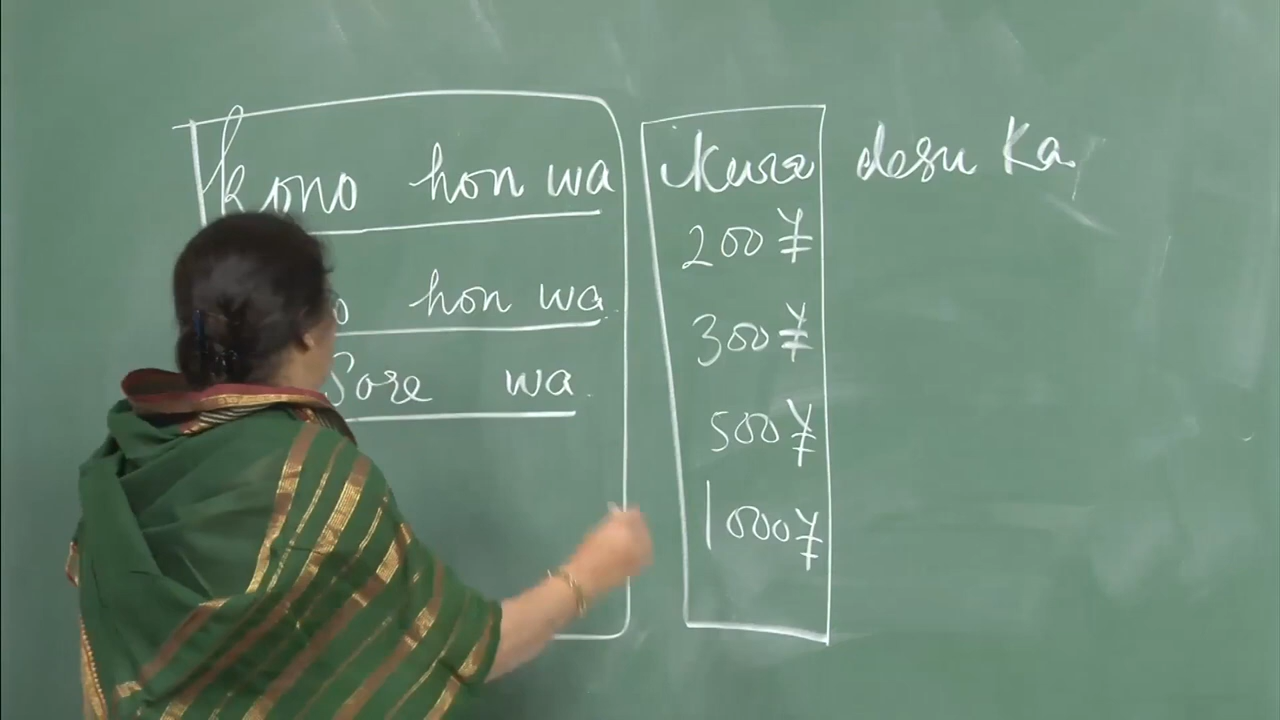 kono hon wa ikura desu ka
200 ¥
hon wa 300 ¥
Sore wa 500 ¥
1000 ¥